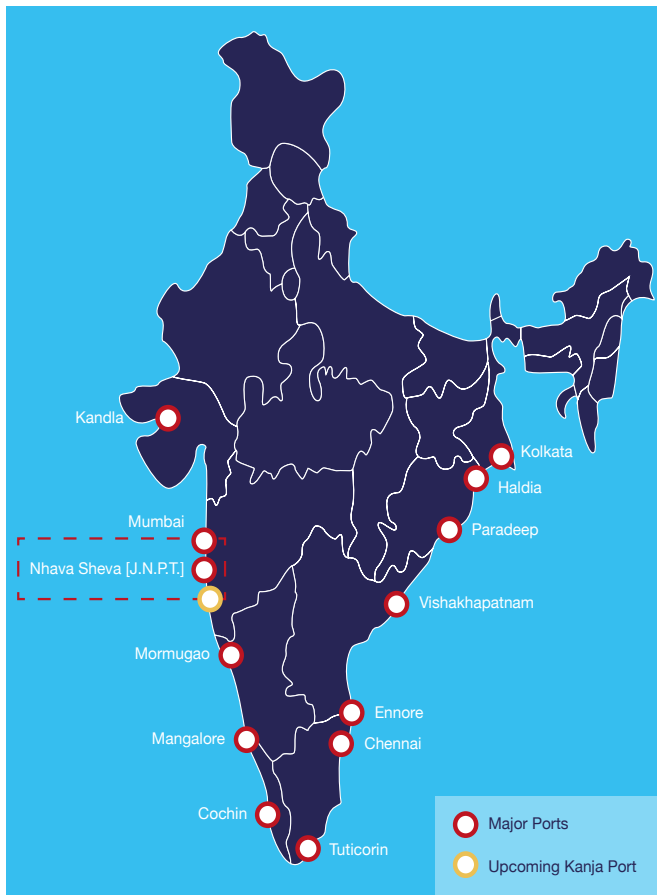 Kandla
Kolkata
Haldia
Mumbai
Paradeep
Nhava Sheva [J.N.P.T.]
Vishakhapatnam
Mormugao
Ennore
Mangalore
Chennai
Cochin
Tuticorin
Major Ports
Upcoming Kanja Port